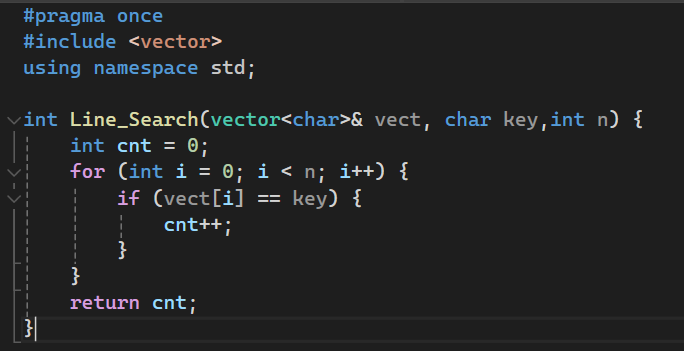 #pragma once
#include <vector>
using namespace std;

int Line_Search(vector<char>& vect, char key,int n) {
    int cnt = 0;
    for (int i = 0; i < n; i++) {
        if (vect[i] == key) {
            cnt++;
        }
    }
    return cnt;
}